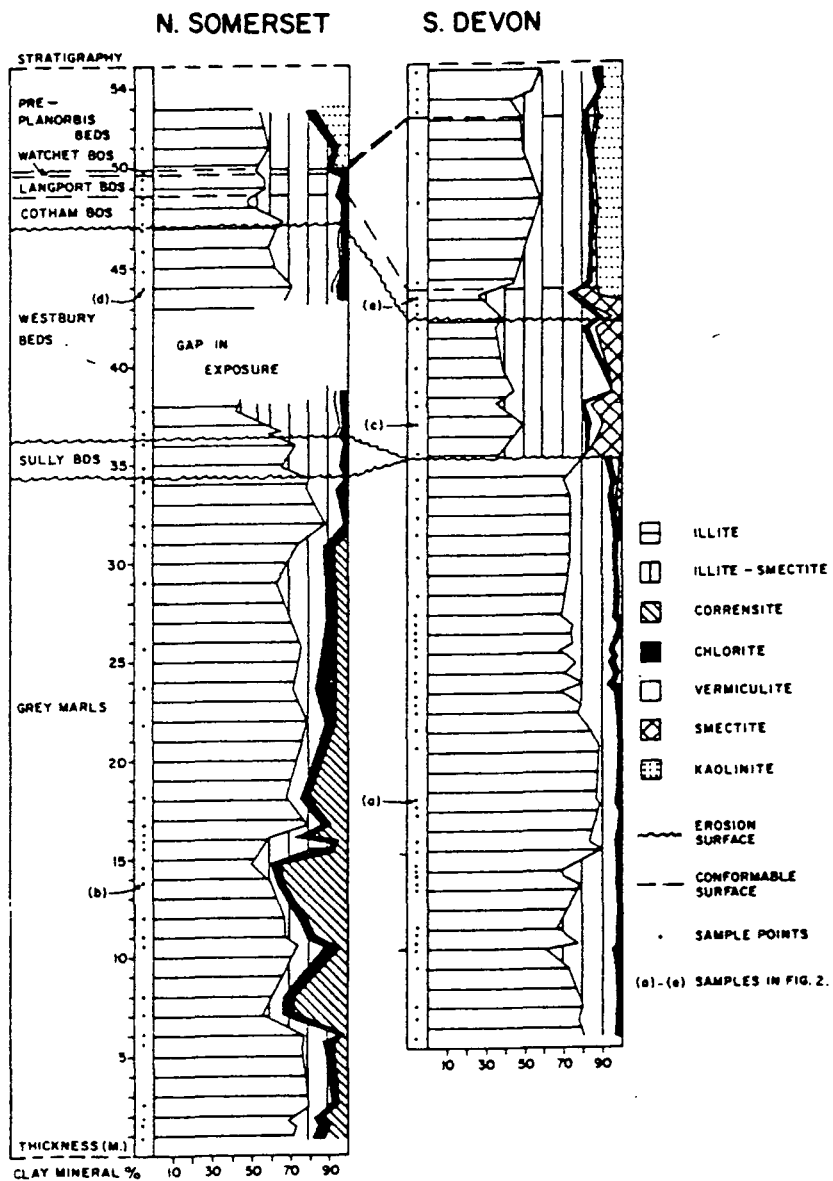 N. SOMERSET
S. DEVON
STRATIGRAPHY
54
PRE-
PLANORBIS
BEDS
WATCHET BDS
50
LANGPORT BDS
COTHAM BDS
45
(d)
(e)
WESTBURY
BEDS
GAP IN
EXPOSURE
40
(c)
SULLY BDS
35
30
25
GREY MARLS
20
(a)
15
(b)
10
5
THICKNESS (M.)
CLAY MINERAL %
10 30 50 70 90
10 30 50 70 90
ILLITE
ILLITE - SMECTITE
CORRENSITE
CHLORITE
VERMICULITE
SMECTITE
KAOLINITE
EROSION
SURFACE
CONFORMABLE
SURFACE
SAMPLE POINTS
(a)-(e) SAMPLES IN FIG. 2.